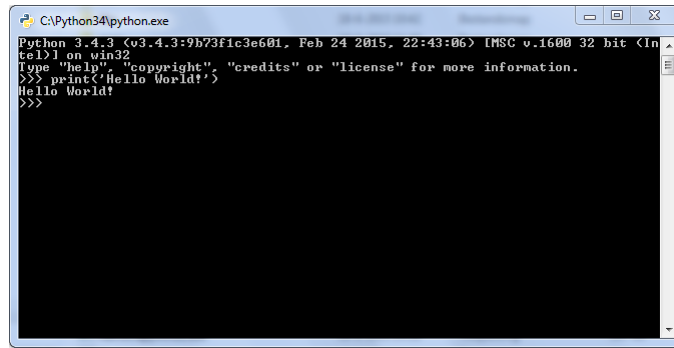 C:\Python34\python.exe
Python 3.4.3 (v3.4.3:9b73f1c3e601, Feb 24 2015, 22:43:06) [MSC v.1600 32 bit (In
tel)] on win32
Type "help", "copyright", "credits" or "license" for more information.
>>> print('Hello World!')
Hello World!
>>>